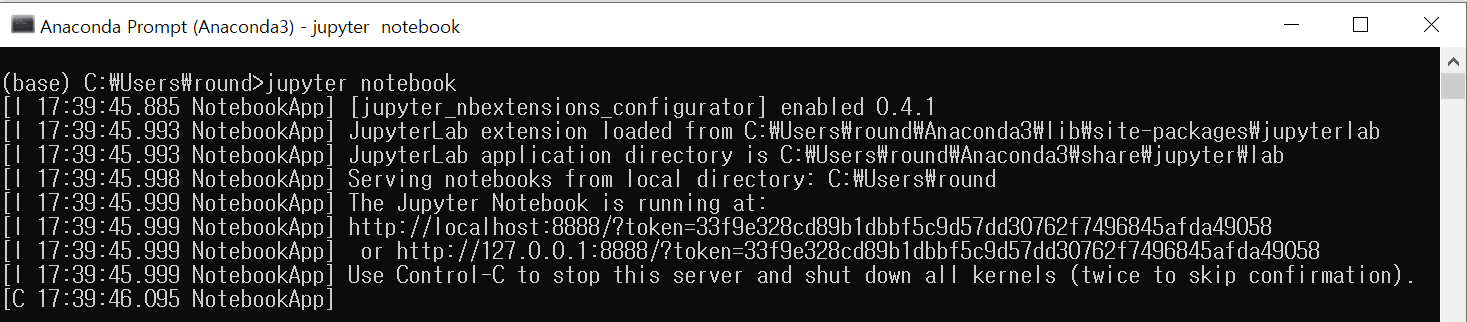 Anaconda Prompt (Anaconda3) - jupyter  notebook
(base) C:₩Users₩round>jupyter notebook
[I 17:39:45.885 NotebookApp] [jupyter_nbextensions_configurator] enabled 0.4.1
[I 17:39:45.993 NotebookApp] JupyterLab extension loaded from C:₩Users₩round₩Anaconda3₩lib₩site-packages₩jupyterlab
[I 17:39:45.993 NotebookApp] JupyterLab application directory is C:₩Users₩round₩Anaconda3₩share₩jupyter₩lab
[I 17:39:45.998 NotebookApp] Serving notebooks from local directory: C:₩Users₩round
[I 17:39:45.999 NotebookApp] The Jupyter Notebook is running at:
[I 17:39:45.999 NotebookApp] http://localhost:8888/?token=33f9e328cd89b1dbbf5c9d57dd30762f7496845afda49058
[I 17:39:45.999 NotebookApp]  or http://127.0.0.1:8888/?token=33f9e328cd89b1dbbf5c9d57dd30762f7496845afda49058
[I 17:39:45.999 NotebookApp] Use Control-C to stop this server and shut down all kernels (twice to skip confirmation).
[C 17:39:46.095 NotebookApp]